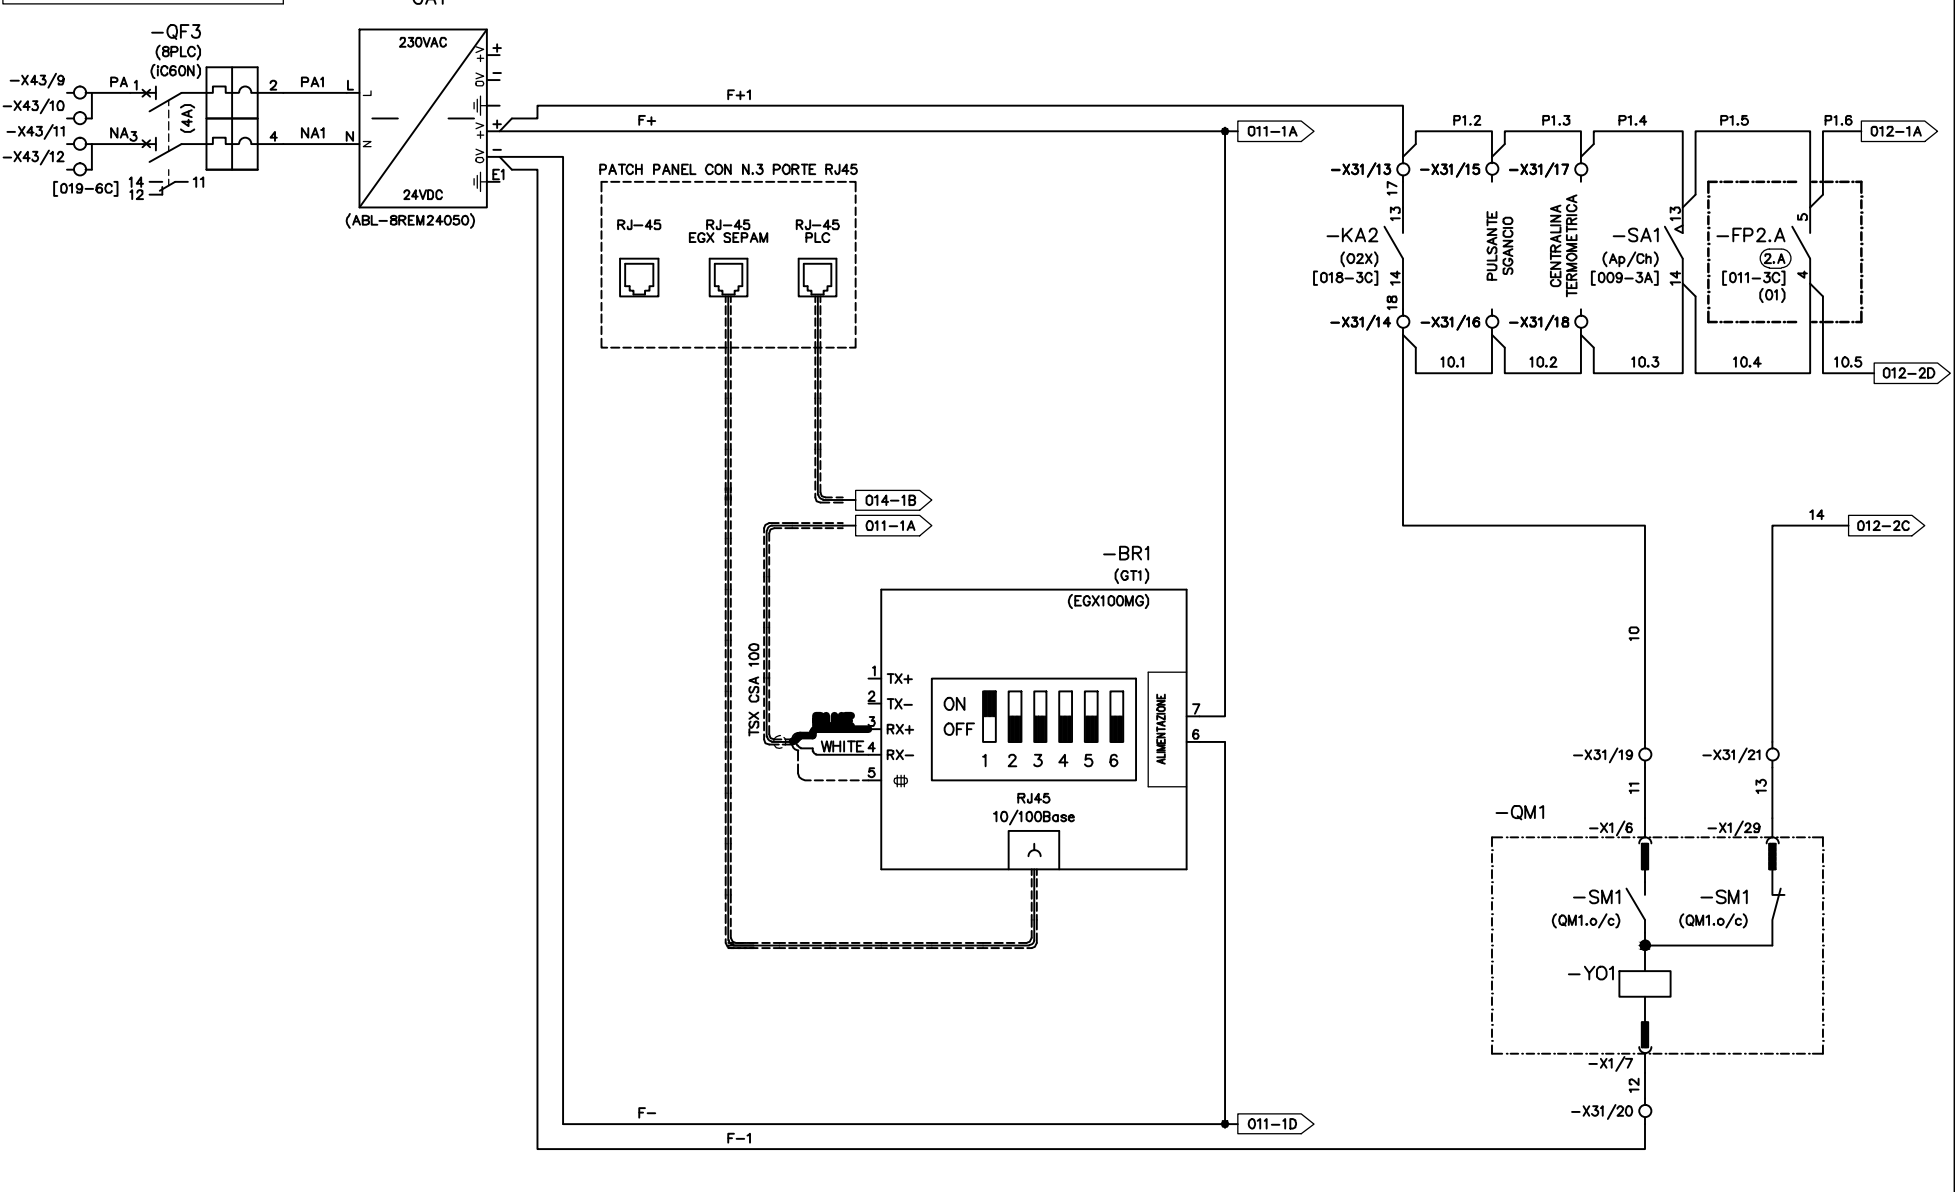 -QF3
(8PLC)
(iC60N)
-X43/9
-X43/10
-X43/11
-X43/12
PA 1
NA 3
(4A)
2 PA1 L
4 NA1 N
[019-6C] 14 11
12
230VAC
24VDC
L
N
+V +
0V -
+V +
0V -
E1
(ABL-8REM24050)
F+1
F+
011-1A
PATCH PANEL CON N.3 PORTE RJ45
RJ-45
RJ-45
EGX SEPAM
RJ-45
PLC
014-1B
011-1A
TSX CSA 100
-BR1
(GT1)
(EGX100MG)
1 TX+
2 TX-
3 RX+
WHITE 4 RX-
5
ON
OFF
1 2 3 4 5 6
RJ45
10/100Base
ALIMENTAZIONE
7
6
F-
011-1D
F-1
P1.2
P1.3
P1.4
P1.5
P1.6
012-1A
-X31/13
-X31/15
-X31/17
17
13
-KA2
(02X)
[018-3C]
14
18
PULSANTE
SGANCIO
CENTRALINA
TERMOMETRICA
13
-SA1
(Ap/Ch)
[009-3A]
14
5
-FP2.A
2.A
[011-3C]
(01)
4
-X31/14
-X31/16
-X31/18
10.1
10.2
10.3
10.4
10.5
012-2D
14
012-2C
10
-X31/19
-X31/21
11
13
-QM1
-X1/6
-X1/29
-SM1
(QM1.o/c)
-SM1
(QM1.o/c)
-Y01
-X1/7
12
-X31/20